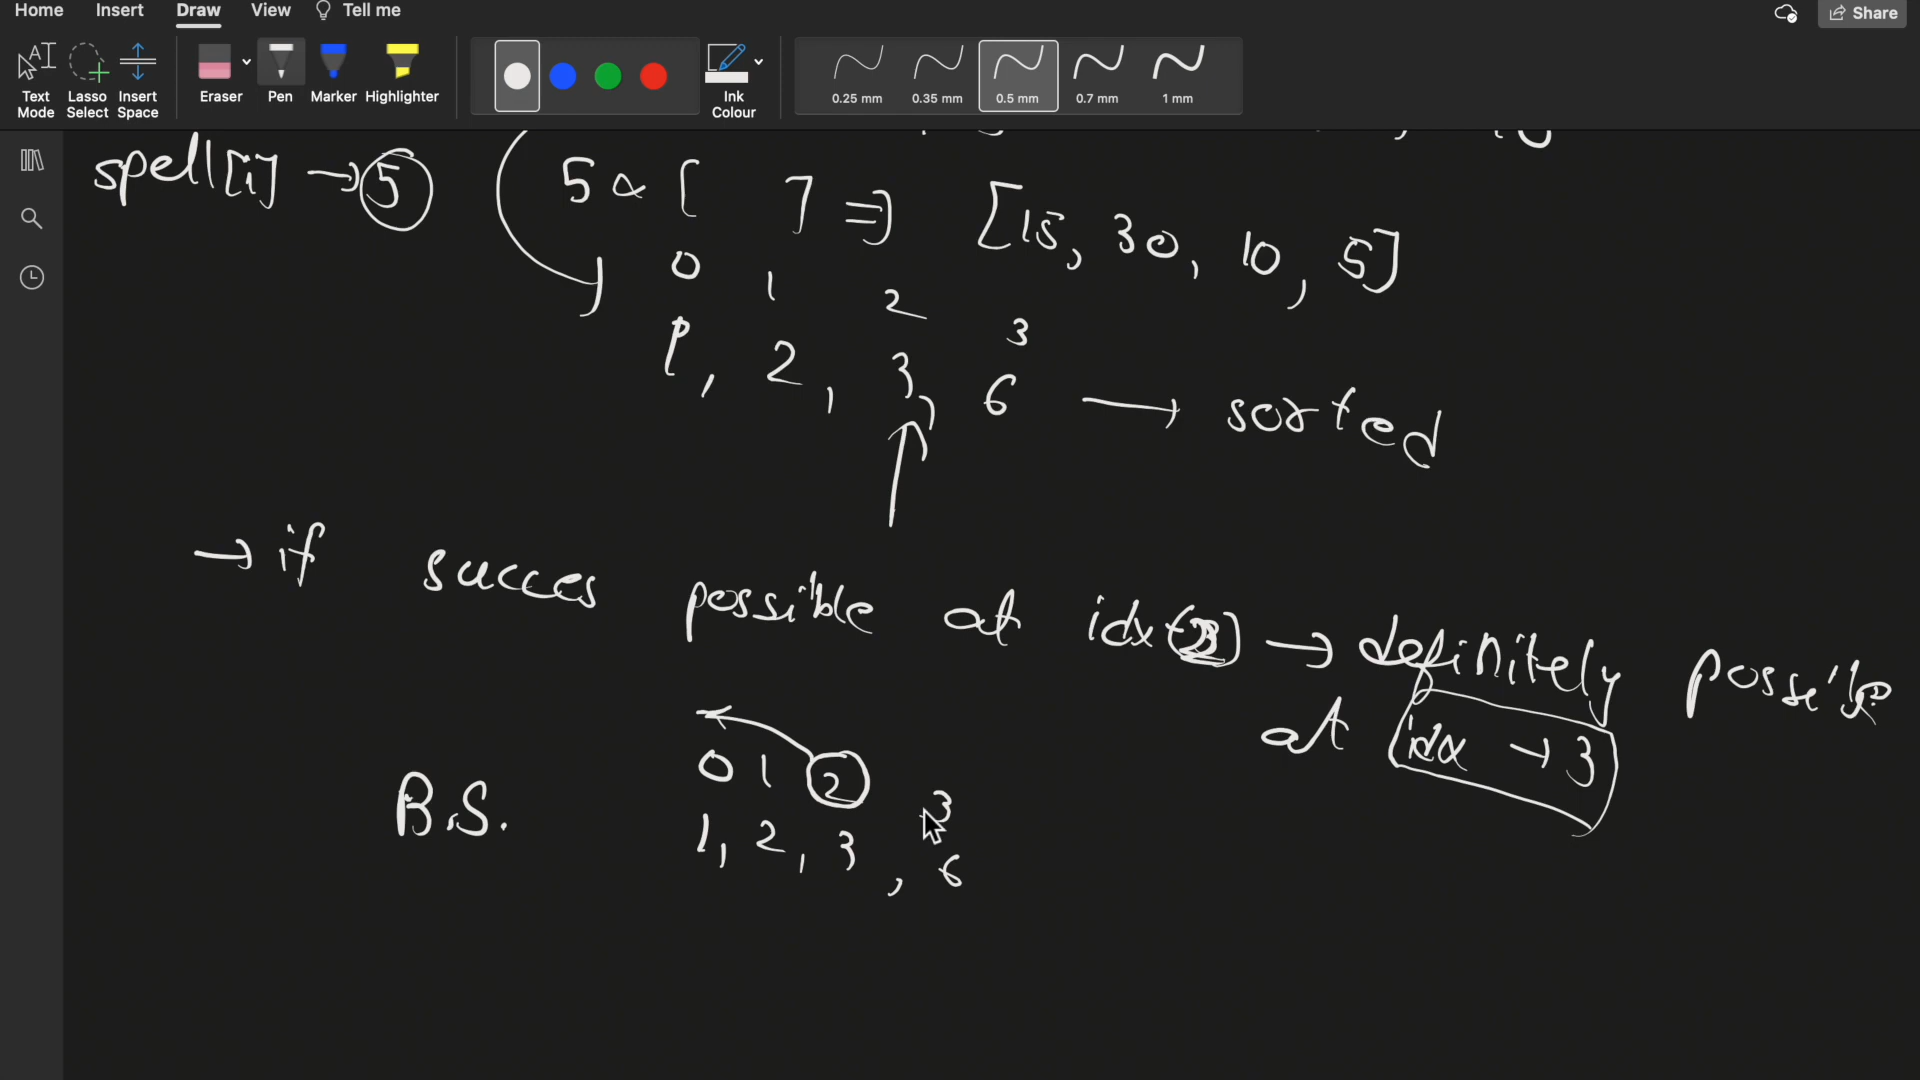 Home Insert Draw View Tell me Share
Text Mode Lasso Select Insert Space Eraser Pen Marker Highlighter Ink Colour 0.25 mm 0.35 mm 0.5 mm 0.7 mm 1 mm
spell[i] → 5 5 × [ ] ⇒ [15, 30, 10, 5]
0 1 2 3
1, 2, 3, 6 → sorted
→ if succes possible at idx(2) → definitely possible
at idx → 3
0 1 2 3
B.S. 1, 2, 3, 6